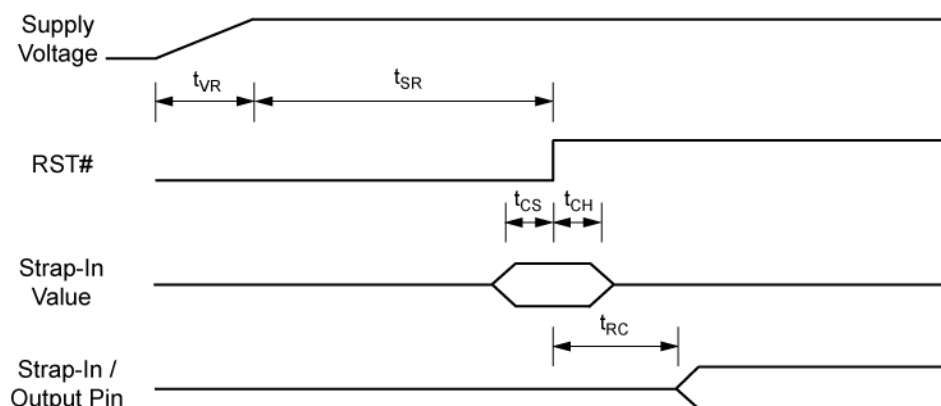 Supply
Voltage
tVR
tSR
RST#
tCS
tCH
Strap-In
Value
tRC
Strap-In /
Output Pin